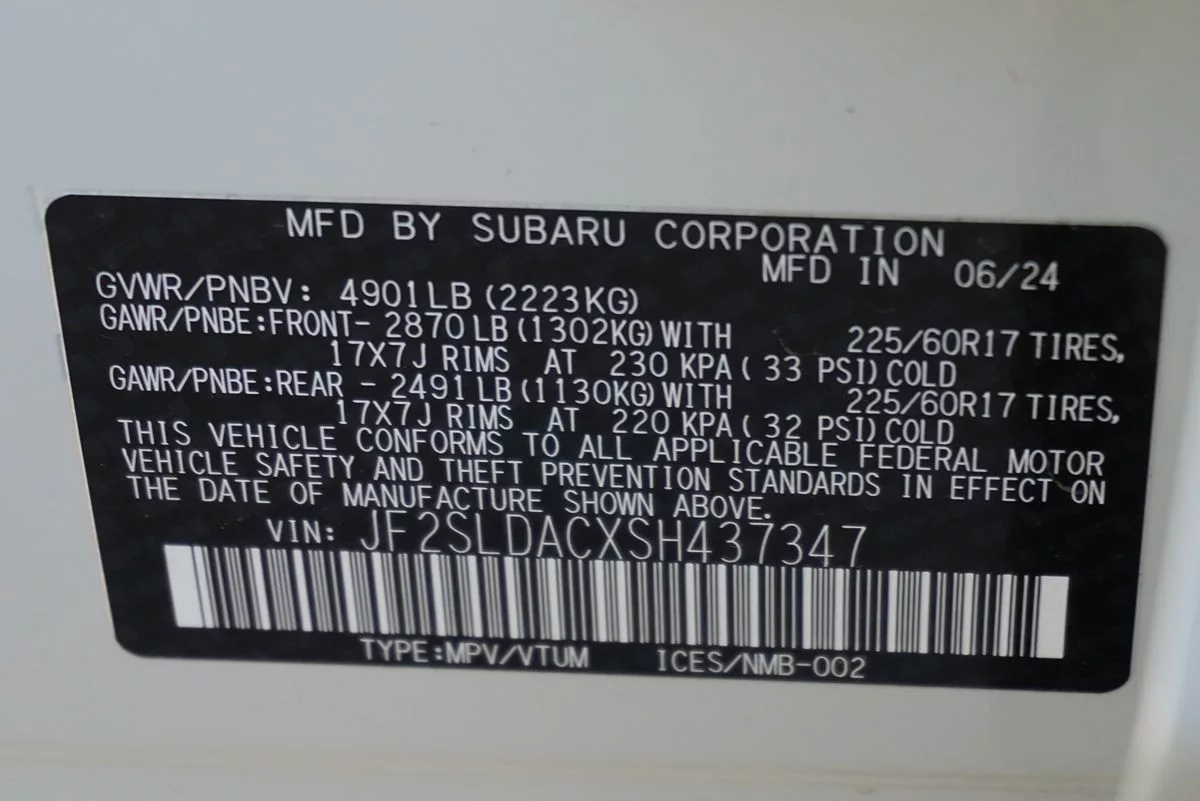 MFD BY SUBARU CORPORATION
MFD IN 06/24
GVWR/PNBV: 4901LB (2223KG)
GAWR/PNBE:FRONT- 2870LB (1302KG) WITH 225/60R17 TIRES,
17X7J RIMS AT 230 KPA ( 33 PSI) COLD
GAWR/PNBE:REAR - 2491LB (1130KG) WITH 225/60R17 TIRES,
17X7J RIMS AT 220 KPA ( 32 PSI) COLD
THIS VEHICLE CONFORMS TO ALL APPLICABLE FEDERAL MOTOR
VEHICLE SAFETY AND THEFT PREVENTION STANDARDS IN EFFECT ON
THE DATE OF MANUFACTURE SHOWN ABOVE.
VIN: JF2SLDACXSH437347
TYPE:MPV/VTUM ICES/NMB-002